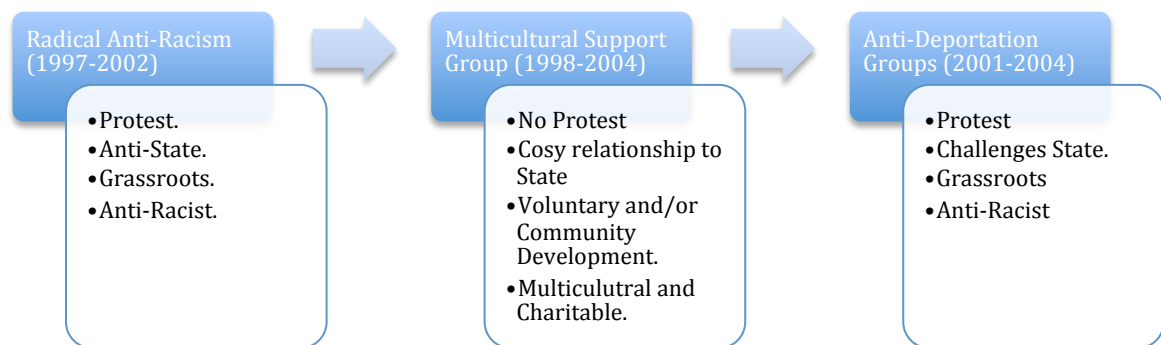 Radical Anti-Racism
(1997-2002)
•Protest.
•Anti-State.
•Grassroots.
•Anti-Racist.
Multicultural Support
Group (1998-2004)
•No Protest
•Cosy relationship to
State
•Voluntary and/or
Community
Development.
•Multiculutral and
Charitable.
Anti-Deportation
Groups (2001-2004)
•Protest
•Challenges State.
•Grassroots
•Anti-Racist